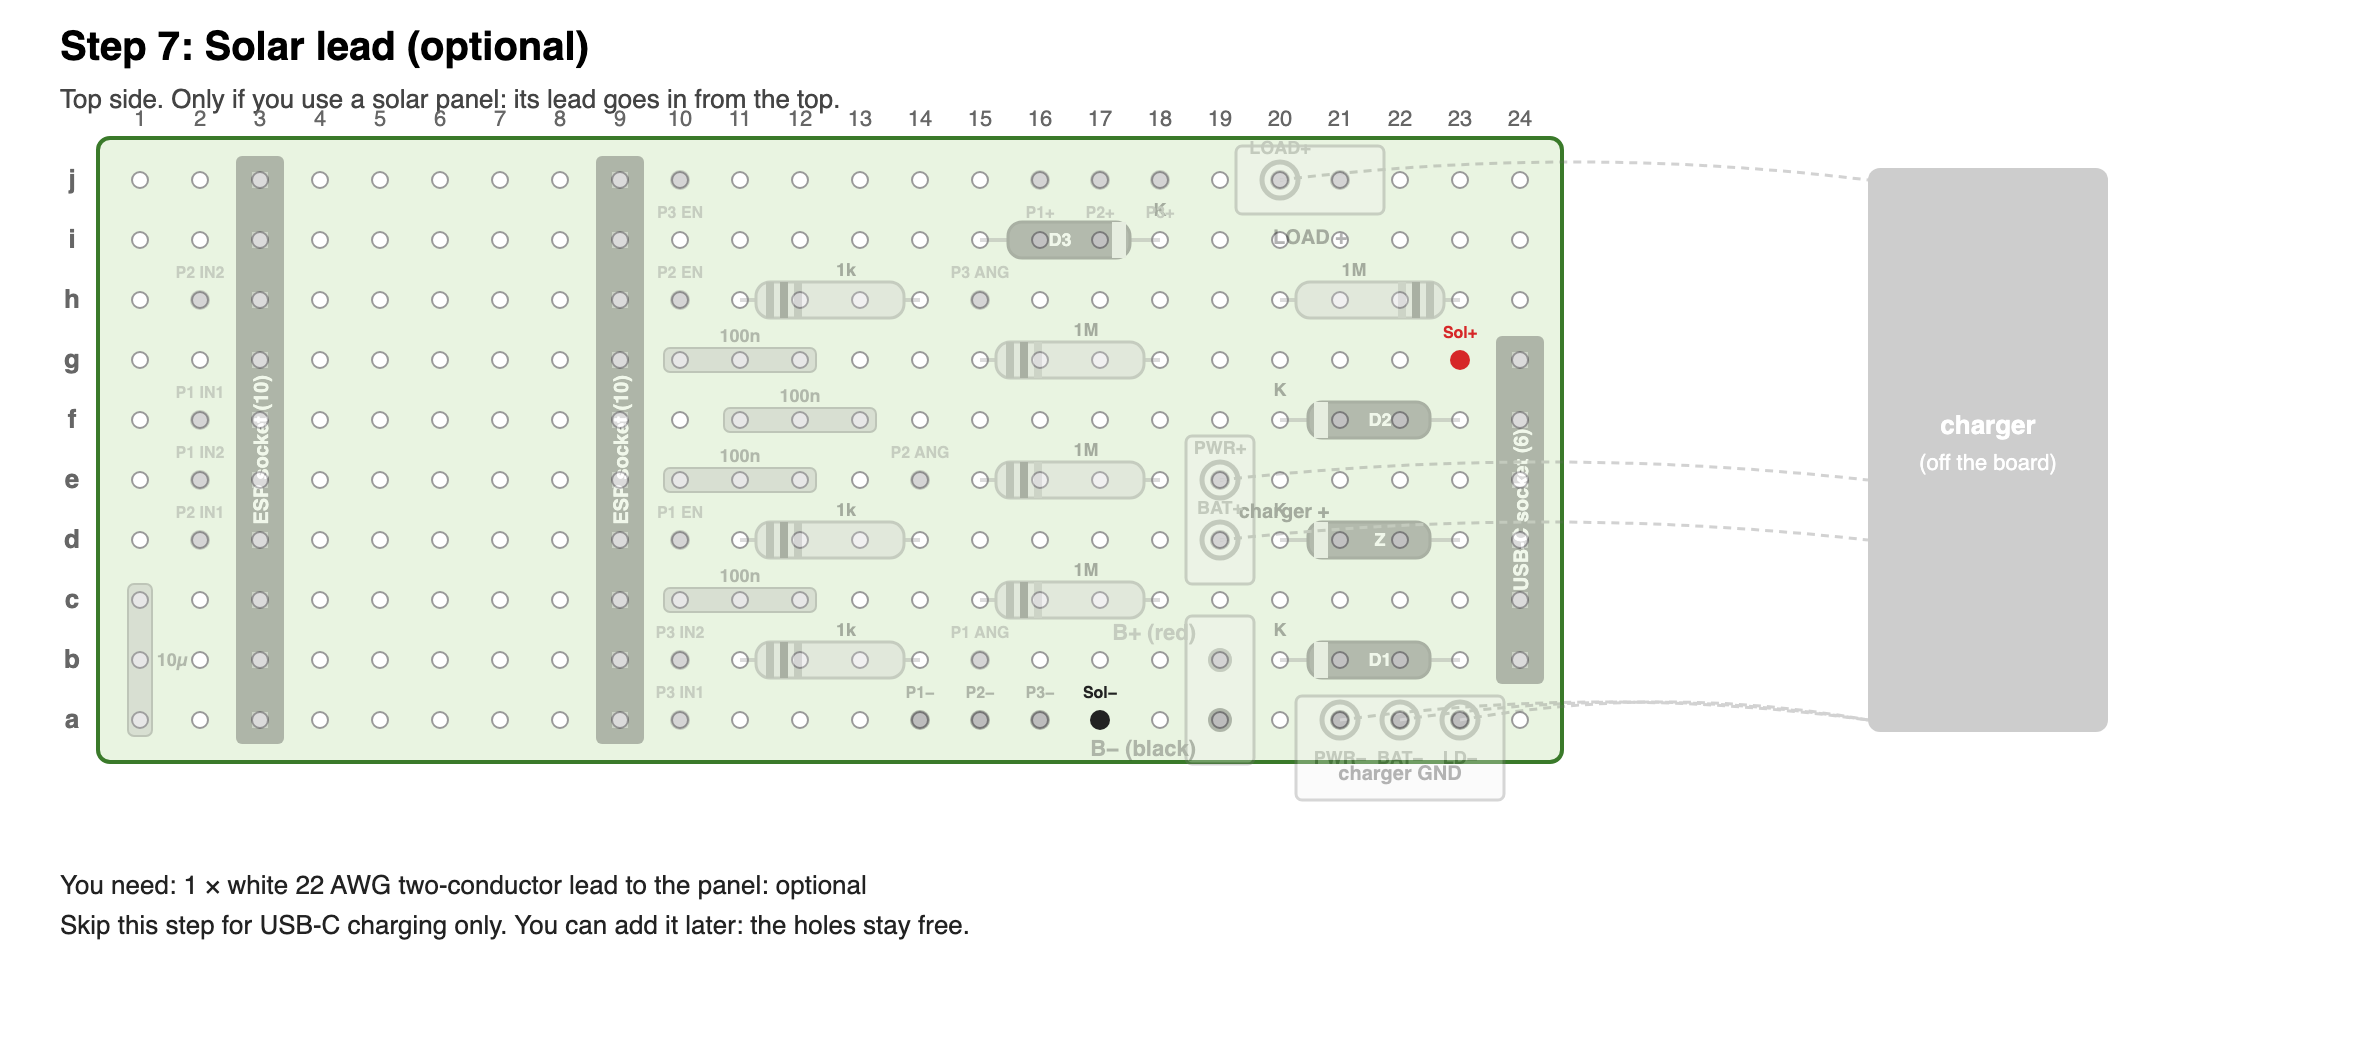 Step 7: Solar lead (optional)
Top side. Only if you use a solar panel: its lead goes in from the top.
1 2 3 4 5 6 7 8 9 10 11 12 13 14 15 16 17 18 19 20 21 22 23 24
LOAD+
j
P3 EN P1+ P2+ P3+ K
i D3 LOAD +
P2 IN2 P2 EN 1k P3 ANG 1M
h
100n 1M Sol+
g
P1 IN1 100n K
f D2
P1 IN2 100n P2 ANG 1M PWR+
e
P2 IN1 P1 EN 1k BAT+ charger + K
d Z
100n 1M
c
P3 IN2 1k P1 ANG B+ (red) K
b 10µ D1
P3 IN1 P1– P2– P3– Sol–
a
B– (black) PWR– BAT– LD–
charger GND
ESP socket (10)
ESP socket (10)
USB-C socket (6)
charger
(off the board)
You need: 1 × white 22 AWG two-conductor lead to the panel: optional
Skip this step for USB-C charging only. You can add it later: the holes stay free.